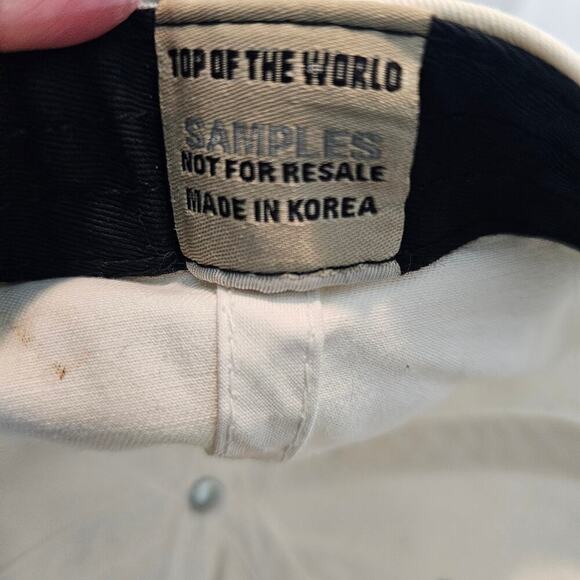 TOP OF THE WORLD
SAMPLES
NOT FOR RESALE
MADE IN KOREA